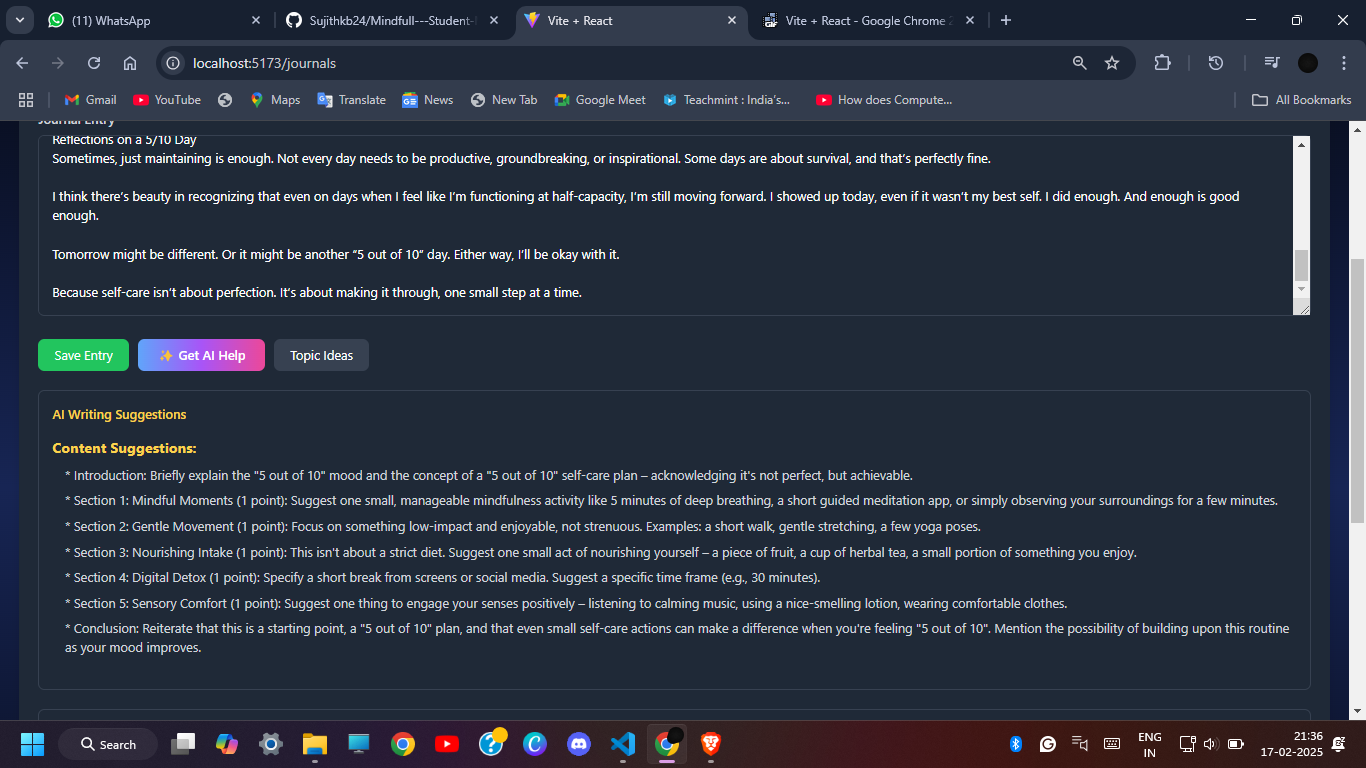 (11) WhatsApp
Sujithkb24/Mindfull---Student-
Vite + React
Vite + React - Google Chrome
localhost:5173/journals
Gmail
YouTube
Maps
Translate
News
New Tab
Google Meet
Teachmint : India's...
How does Compute...
All Bookmarks
Journal Entry
Reflections on a 5/10 Day
Sometimes, just maintaining is enough. Not every day needs to be productive, groundbreaking, or inspirational. Some days are about survival, and that’s perfectly fine.
I think there’s beauty in recognizing that even on days when I feel like I’m functioning at half-capacity, I’m still moving forward. I showed up today, even if it wasn’t my best self. I did enough. And enough is good
enough.
Tomorrow might be different. Or it might be another “5 out of 10” day. Either way, I’ll be okay with it.
Because self-care isn’t about perfection. It’s about making it through, one small step at a time.
Save Entry
✨ Get AI Help
Topic Ideas
AI Writing Suggestions
Content Suggestions:
* Introduction: Briefly explain the "5 out of 10" mood and the concept of a "5 out of 10" self-care plan – acknowledging it's not perfect, but achievable.
* Section 1: Mindful Moments (1 point): Suggest one small, manageable mindfulness activity like 5 minutes of deep breathing, a short guided meditation app, or simply observing your surroundings for a few minutes.
* Section 2: Gentle Movement (1 point): Focus on something low-impact and enjoyable, not strenuous. Examples: a short walk, gentle stretching, a few yoga poses.
* Section 3: Nourishing Intake (1 point): This isn't about a strict diet. Suggest one small act of nourishing yourself – a piece of fruit, a cup of herbal tea, a small portion of something you enjoy.
* Section 4: Digital Detox (1 point): Specify a short break from screens or social media. Suggest a specific time frame (e.g., 30 minutes).
* Section 5: Sensory Comfort (1 point): Suggest one thing to engage your senses positively – listening to calming music, using a nice-smelling lotion, wearing comfortable clothes.
* Conclusion: Reiterate that this is a starting point, a "5 out of 10" plan, and that even small self-care actions can make a difference when you're feeling "5 out of 10". Mention the possibility of building upon this routine
as your mood improves.
Search
ENG
IN
21:36
17-02-2025